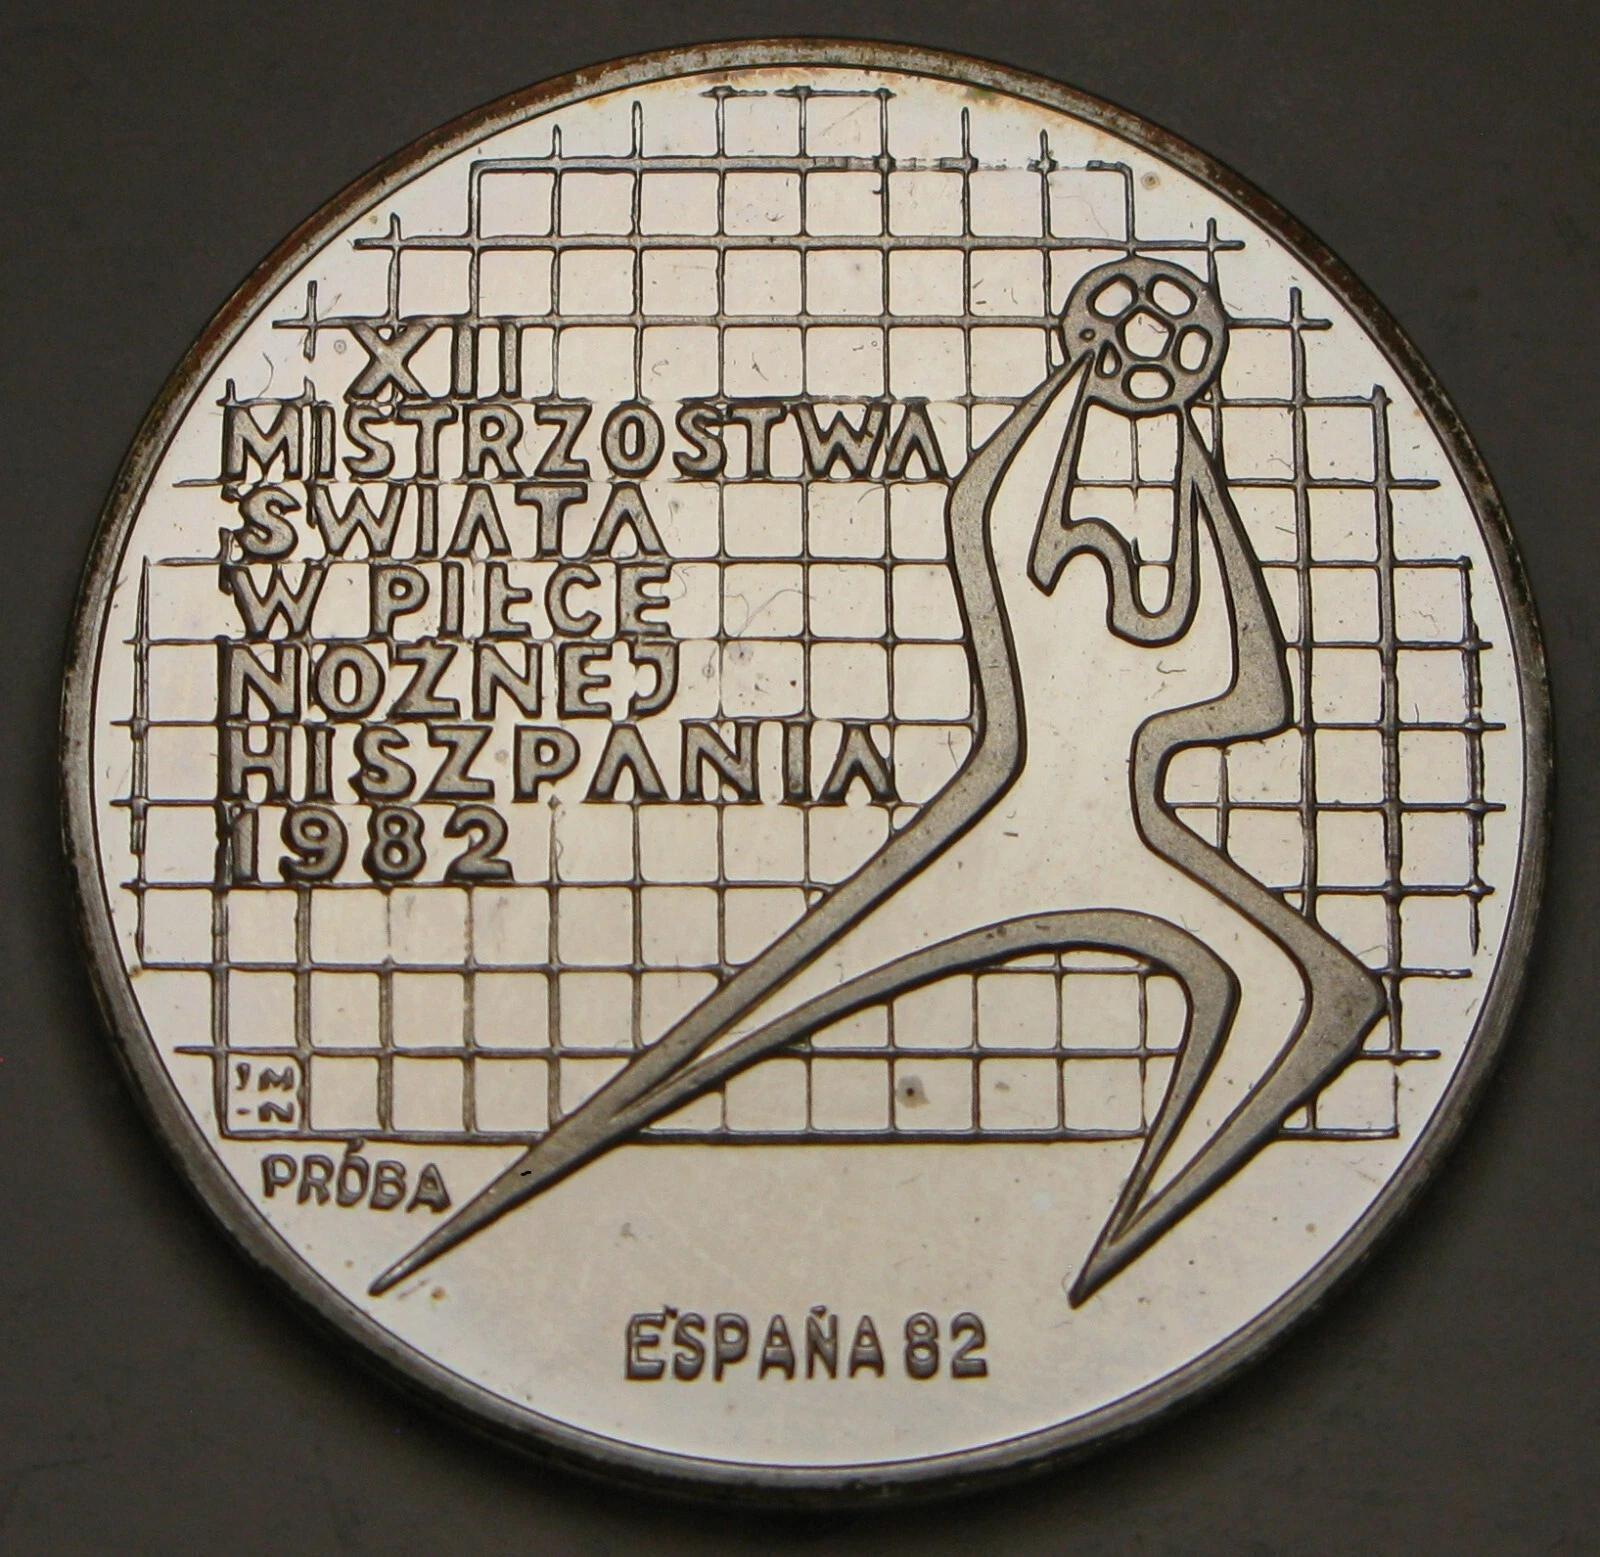 XII
MISTRZOSTWA
ŚWIATA
W PIŁCE
NOŻNEJ
HISZPANIA
1982
PRÓBA
ESPAÑA 82